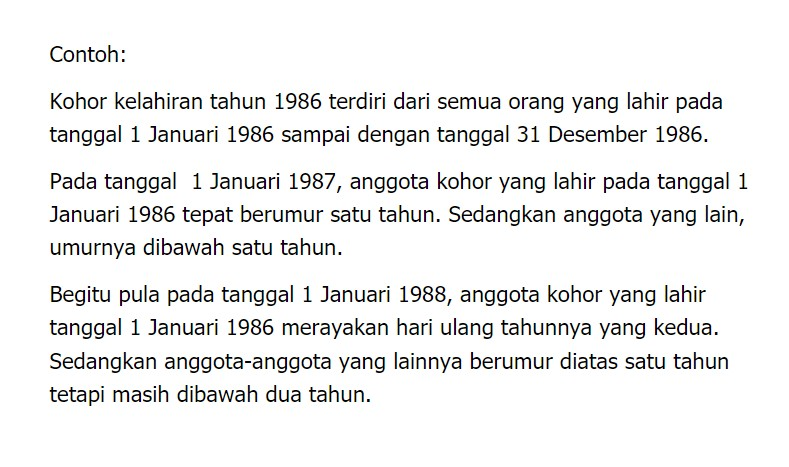 Contoh:
Kohor kelahiran tahun 1986 terdiri dari semua orang yang lahir pada
tanggal 1 Januari 1986 sampai dengan tanggal 31 Desember 1986.
Pada tanggal  1 Januari 1987, anggota kohor yang lahir pada tanggal 1
Januari 1986 tepat berumur satu tahun. Sedangkan anggota yang lain,
umurnya dibawah satu tahun.
Begitu pula pada tanggal 1 Januari 1988, anggota kohor yang lahir
tanggal 1 Januari 1986 merayakan hari ulang tahunnya yang kedua.
Sedangkan anggota-anggota yang lainnya berumur diatas satu tahun
tetapi masih dibawah dua tahun.